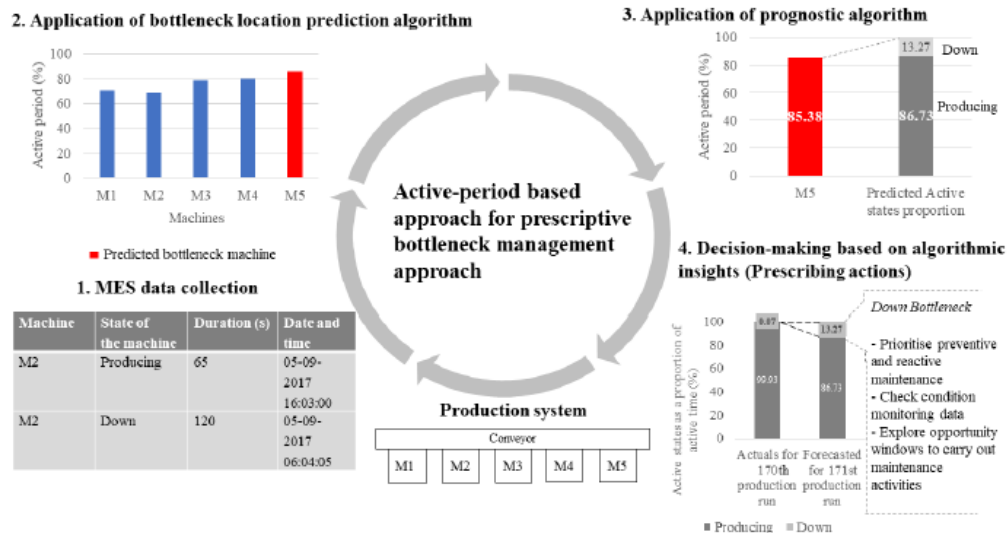 2. Application of bottleneck location prediction algorithm
Active period (%)
100
80
60
40
20
0
M1 M2 M3 M4 M5
Machines
Predicted bottleneck machine
1. MES data collection
Machine State of the machine Duration (s) Date and time
M2 Producing 65 05-09-2017 16:03:00
M2 Down 120 05-09-2017 06:04:05
Active-period based
approach for prescriptive
bottleneck management
approach
Production system
Conveyor
M1 M2 M3 M4 M5
3. Application of prognostic algorithm
Active period (%)
100
80
60
40
20
0
85.38
13.27
86.73
Down
Producing
M5
Predicted Active
states proportion
4. Decision-making based on algorithmic
insights (Prescribing actions)
Active states as a proportion of
active time (%)
100
80
60
40
20
0
13.27
86.73
Actuals for
170th
production
run
Forecasted
for 171st
production
run
Producing Down
Down Bottleneck
- Prioritise preventive
and reactive
maintenance
- Check condition
monitoring data
- Explore opportunity
windows to carry out
maintenance
activities